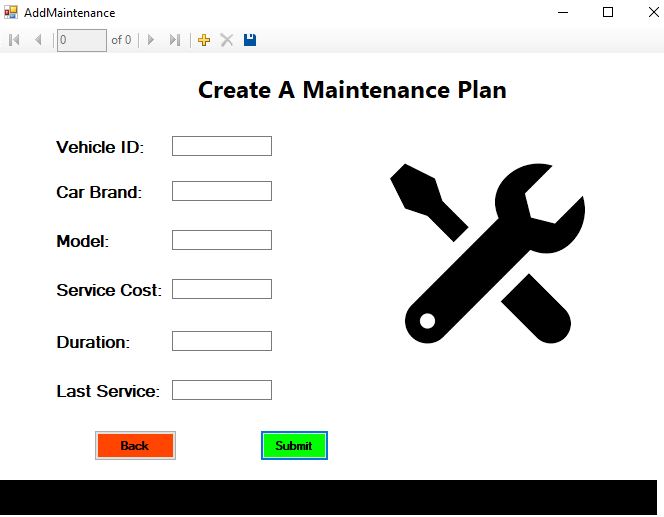 AddMaintenance
0 of 0
Create A Maintenance Plan
Vehicle ID:
Car Brand:
Model:
Service Cost:
Duration:
Last Service:
Back Submit